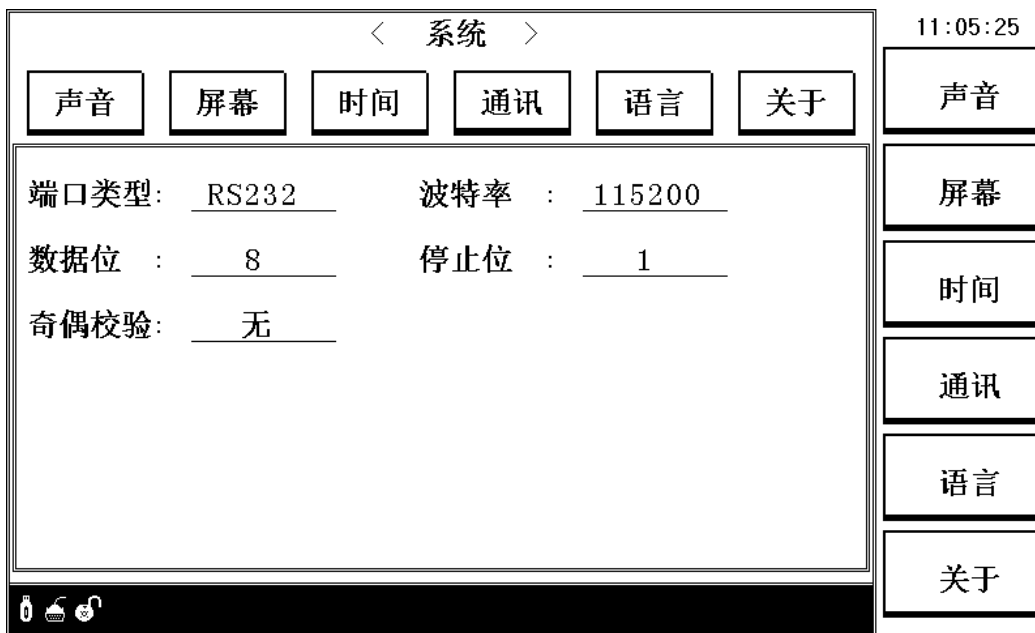 < 系统 >
11:05:25
声音 屏幕 时间 通讯 语言 关于
端口类型: RS232 波特率 : 115200
数据位 : 8 停止位 : 1
奇偶校验: 无
声音
屏幕
时间
通讯
语言
关于